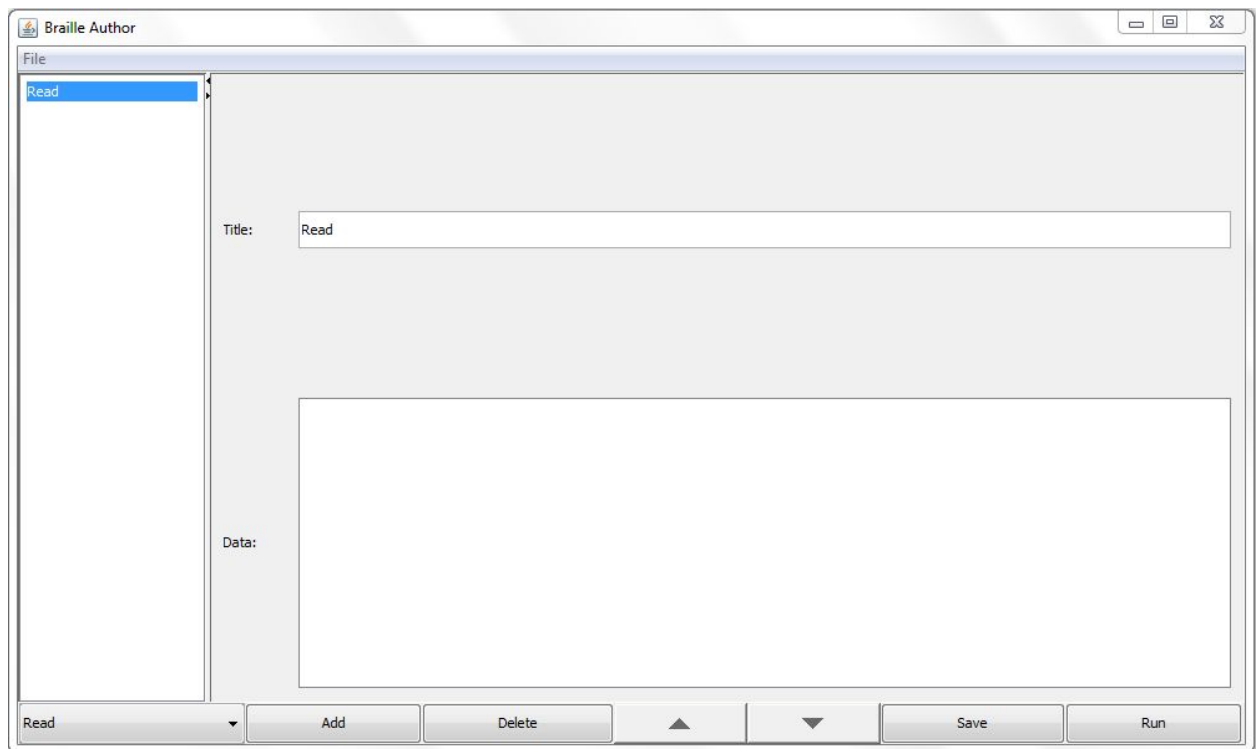 Braille Author
File
Read
Title: Read
Data:
Read Add Delete Save Run